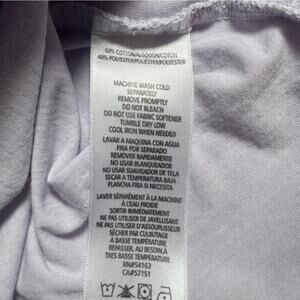 60% COTTON/ALGODON/COTON
40% POLYESTER/POLIÉSTER/POLYESTER
MACHINE WASH COLD
SEPARATELY
REMOVE PROMPTLY
DO NOT BLEACH
DO NOT USE FABRIC SOFTENER
TUMBLE DRY LOW
COOL IRON WHEN NEEDED
LAVAR A MAQUINA CON AGUA
FRIA POR SEPARADO
REMOVER RAPIDAMENTE
NO USAR BLANQUEADOR
NO USAR SUAVISADOR DE TELA
SECAR A TEMPERATURA BAJA
PLANCHA FRIA SI NECESITA
LAVER SÉPARÉMENT À LA MACHINE
À L'EAU FROIDE
SORTIR IMMÉDIATEMENT
NE PAS UTILISER DE JAVELLISANT
NE PAS UTILISER D'ASSOUPLISSEUR
SÉCHER PAR CULBUTAGE
À BASSE TEMPÉRATURE
REPASSER, AU BESOIN,
À TRÈS BASSE TEMPÉRATURE
RN#54163
CA#57151